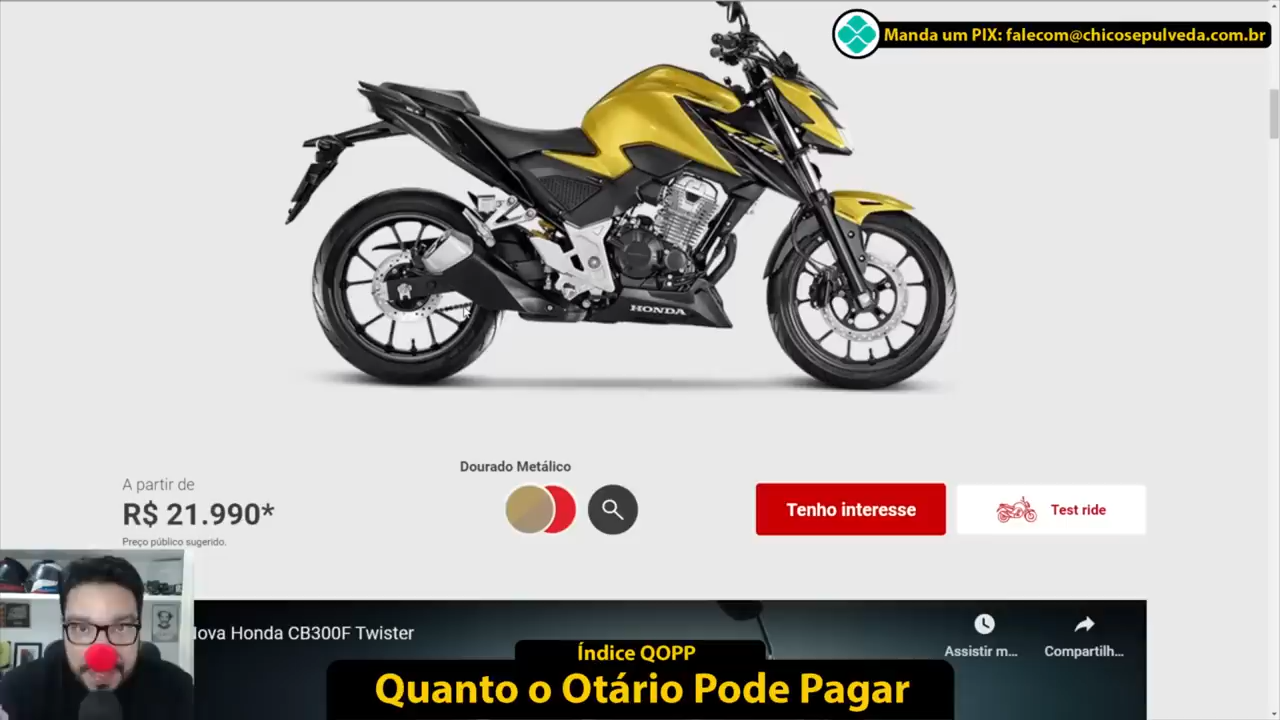 Manda um PIX: falecom@chicosepulveda.com.br
HONDA
Dourado Metálico
A partir de
R$ 21.990*
Preço público sugerido.
Tenho interesse
Test ride
Nova Honda CB300F Twister
Assistir m...
Compartilh...
Índice QOPP
Quanto o Otário Pode Pagar